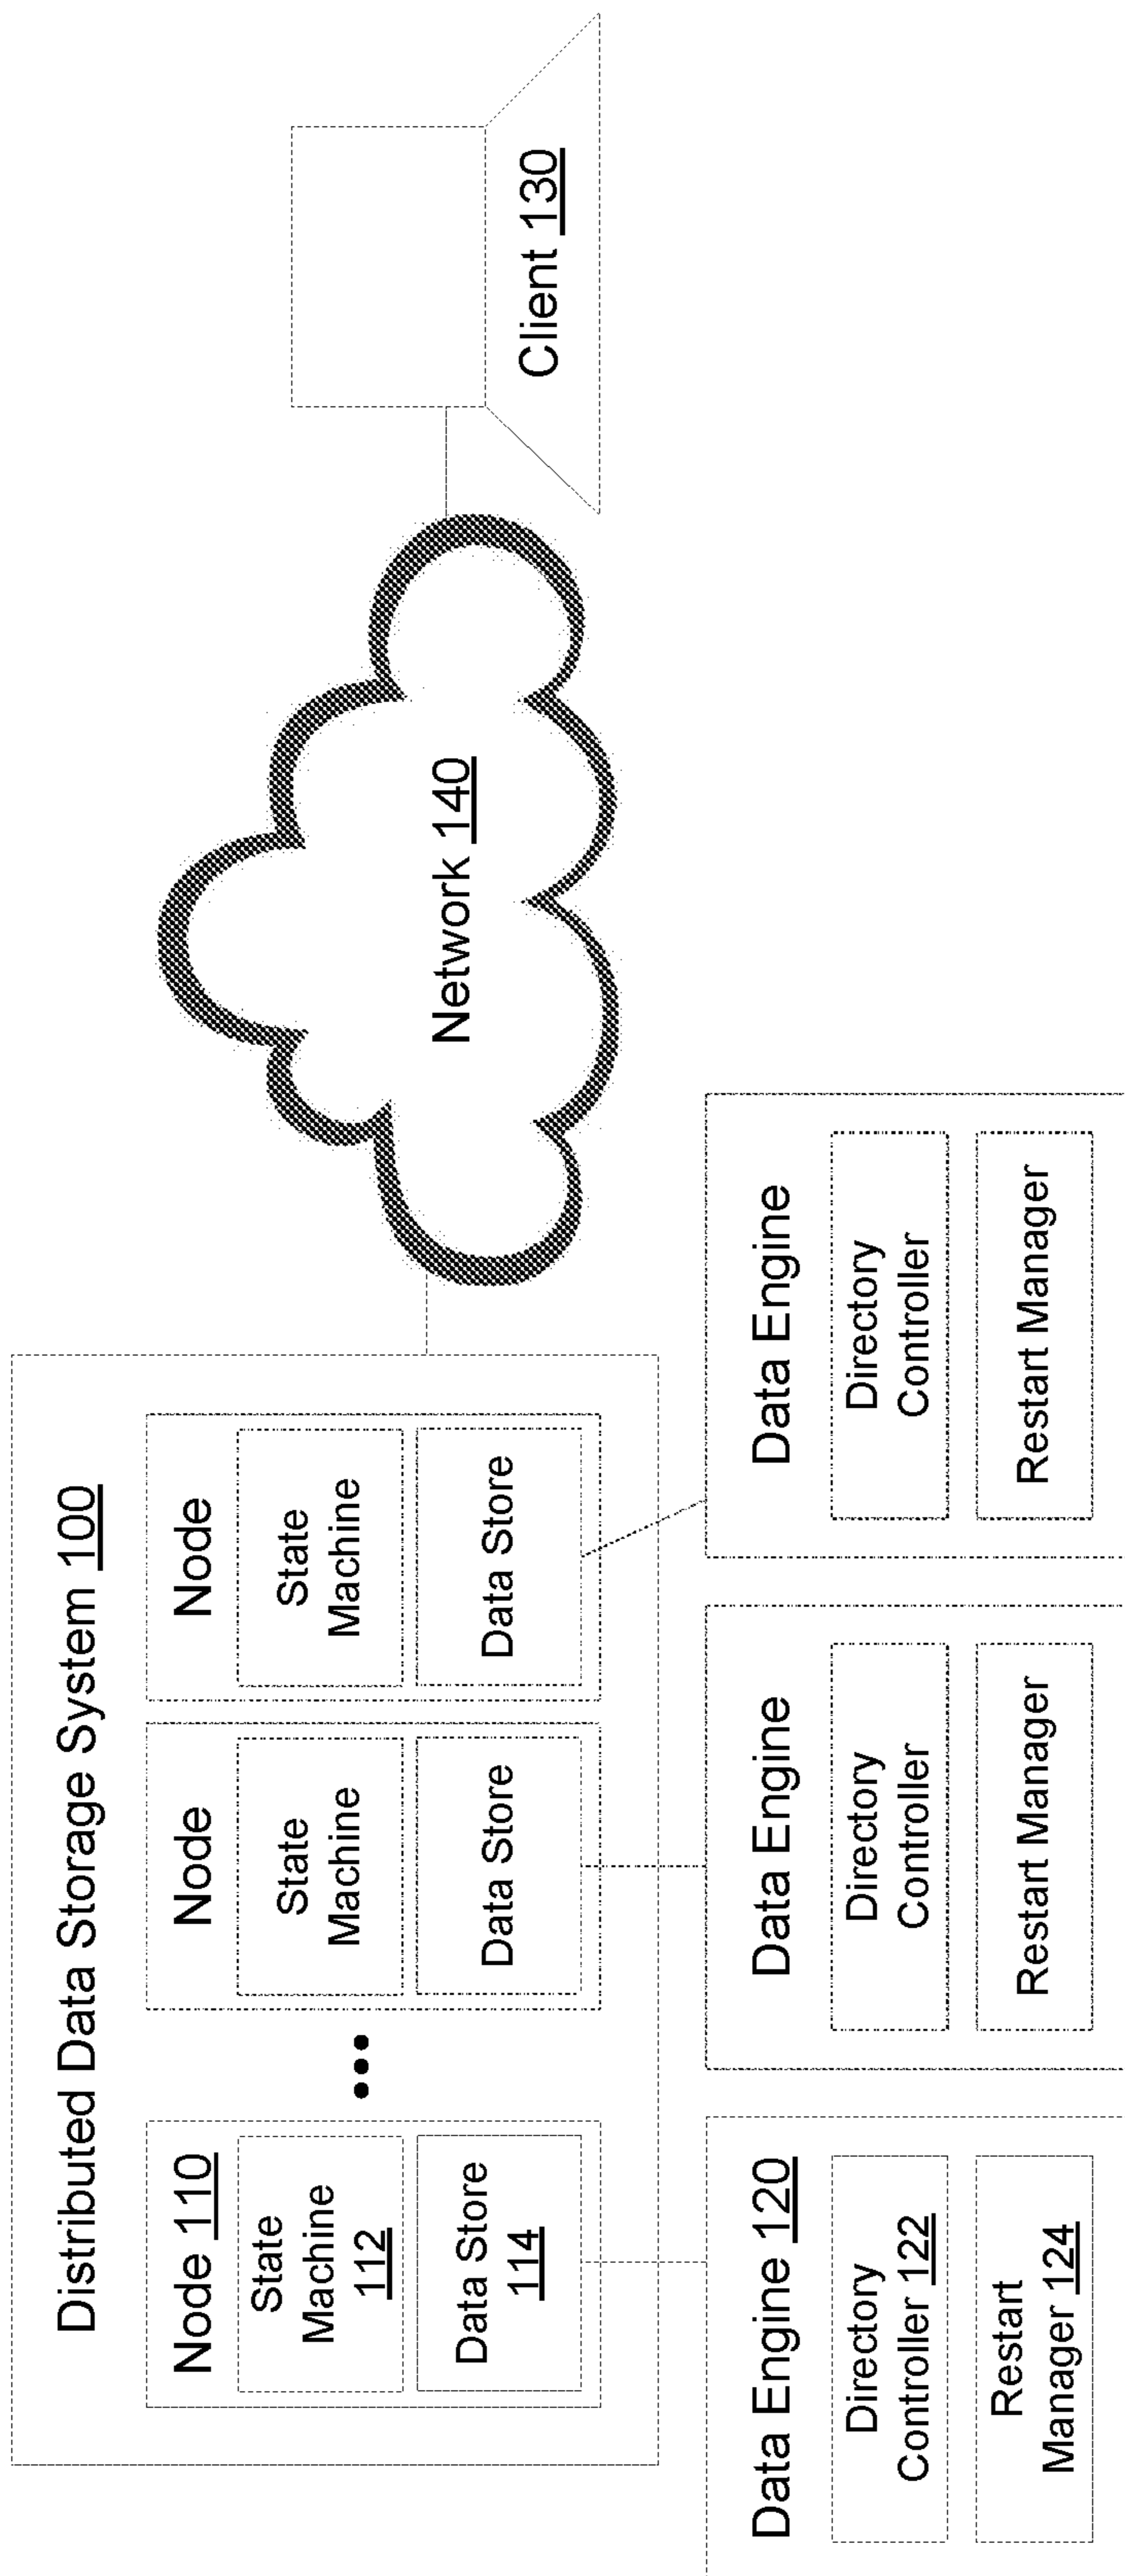 Distributed Data Storage System 100
Node 110
State
Machine
112
Data Store
114
•••
Node
State
Machine
Data Store
Node
State
Machine
Data Store
Data Engine 120
Directory
Controller 122
Restart
Manager 124
Data Engine
Directory
Controller
Restart Manager
Data Engine
Directory
Controller
Restart Manager
Network 140
Client 130